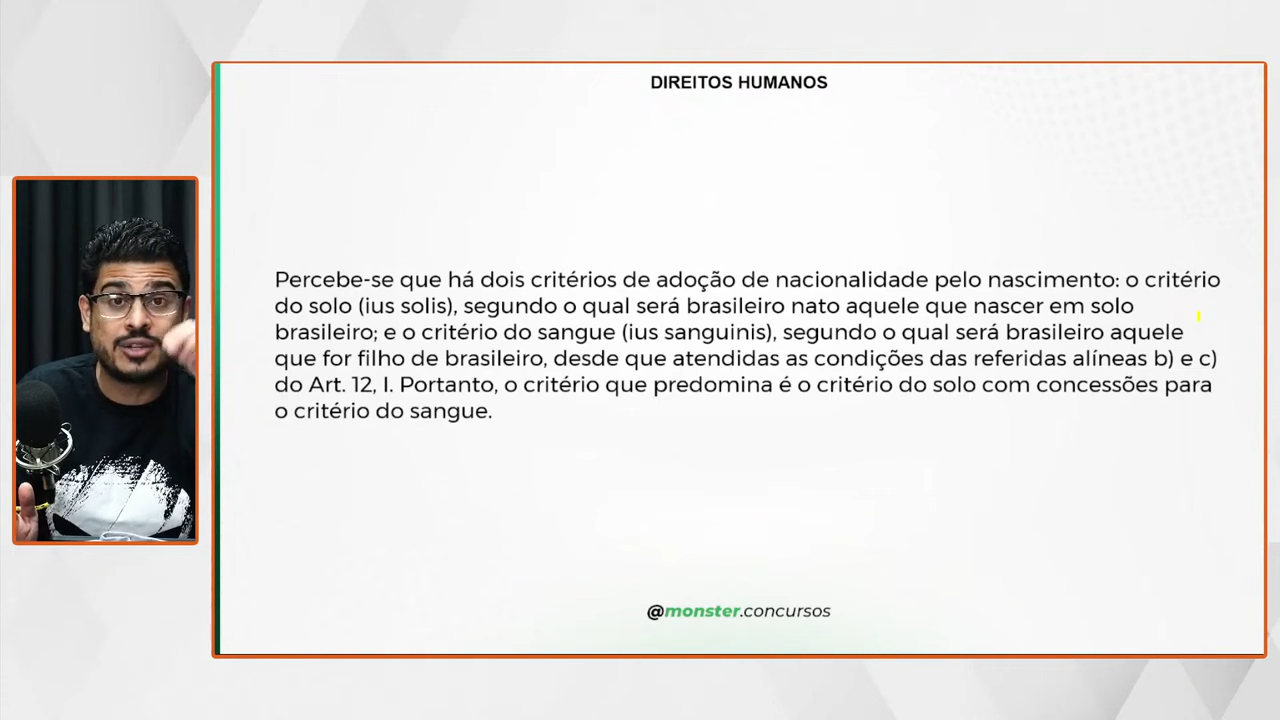 DIREITOS HUMANOS
Percebe-se que há dois critérios de adoção de nacionalidade pelo nascimento: o critério
do solo (ius solis), segundo o qual será brasileiro nato aquele que nascer em solo
brasileiro; e o critério do sangue (ius sanguinis), segundo o qual será brasileiro aquele
que for filho de brasileiro, desde que atendidas as condições das referidas alíneas b) e c)
do Art. 12, I. Portanto, o critério que predomina é o critério do solo com concessões para
o critério do sangue.
@monster.concursos